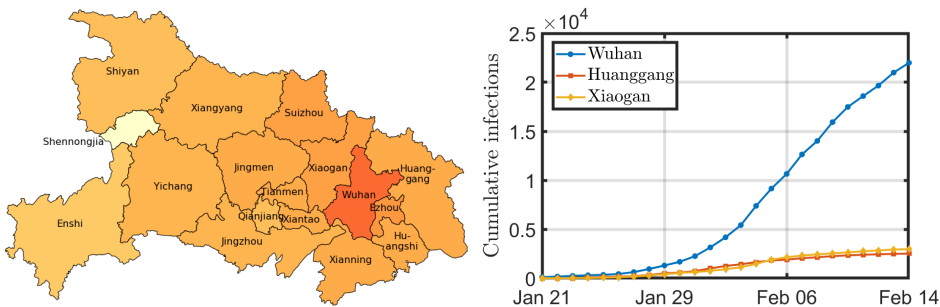 Shiyan
Xiangyang
Suizhou
Shennongjia
Jingmen
Xiaogan
Huang-
gang
Yichang
Tianmen
Wuhan
Ezhou
Qianjiang
Xiantao
Enshi
Jingzhou
Hu-
angshi
Xianning
×10⁴
2.5
2
1.5
1
0.5
0
Cumulative infections
Wuhan
Huanggang
Xiaogan
Jan 21
Jan 29
Feb 06
Feb 14